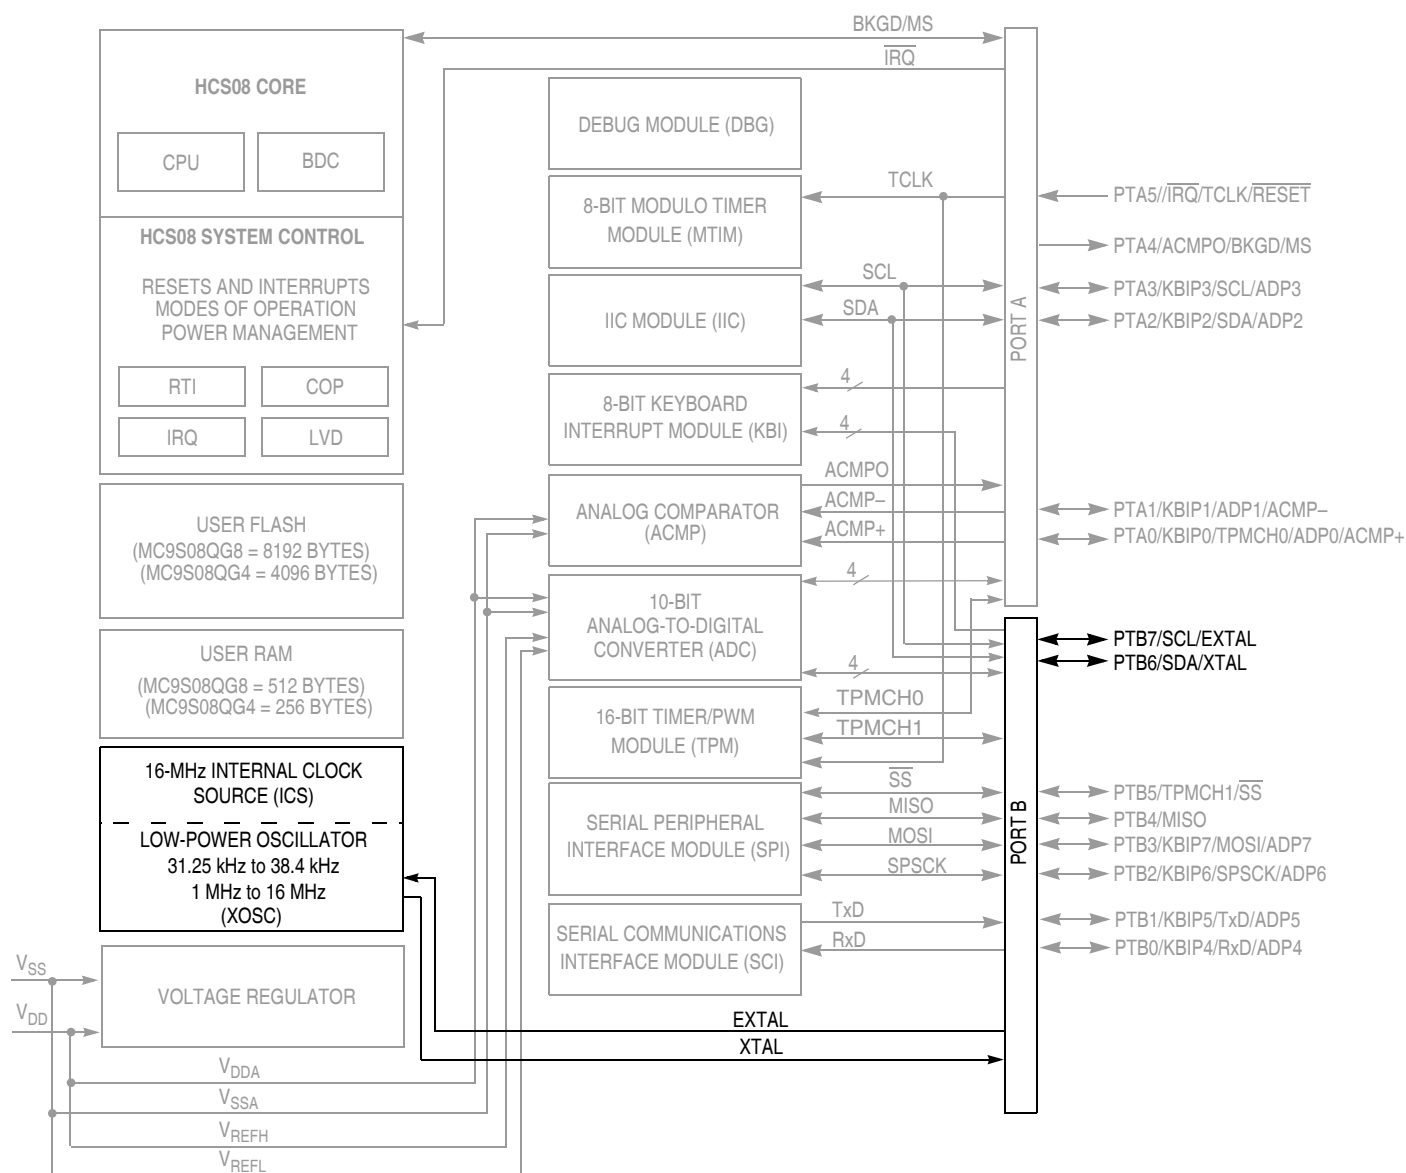 BKGD/MS
IRQ
HCS08 CORE
CPU
BDC
HCS08 SYSTEM CONTROL
RESETS AND INTERRUPTS
MODES OF OPERATION
POWER MANAGEMENT
RTI
COP
IRQ
LVD
USER FLASH
(MC9S08QG8 = 8192 BYTES)
(MC9S08QG4 = 4096 BYTES)
USER RAM
(MC9S08QG8 = 512 BYTES)
(MC9S08QG4 = 256 BYTES)
16-MHz INTERNAL CLOCK
SOURCE (ICS)
LOW-POWER OSCILLATOR
31.25 kHz to 38.4 kHz
1 MHz to 16 MHz
(XOSC)
VSS
VDD
VOLTAGE REGULATOR
VDDA
VSSA
VREFH
VREFL
DEBUG MODULE (DBG)
8-BIT MODULO TIMER
MODULE (MTIM)
IIC MODULE (IIC)
8-BIT KEYBOARD
INTERRUPT MODULE (KBI)
ANALOG COMPARATOR
(ACMP)
10-BIT
ANALOG-TO-DIGITAL
CONVERTER (ADC)
16-BIT TIMER/PWM
MODULE (TPM)
SERIAL PERIPHERAL
INTERFACE MODULE (SPI)
SERIAL COMMUNICATIONS
INTERFACE MODULE (SCI)
TCLK
SCL
SDA
4
4
ACMPO
ACMP–
ACMP+
4
4
TPMCH0
TPMCH1
SS
MISO
MOSI
SPSCK
TxD
RxD
EXTAL
XTAL
PORT A
PORT B
PTA5//IRQ/TCLK/RESET
PTA4/ACMPO/BKGD/MS
PTA3/KBIP3/SCL/ADP3
PTA2/KBIP2/SDA/ADP2
PTA1/KBIP1/ADP1/ACMP–
PTA0/KBIP0/TPMCH0/ADP0/ACMP+
PTB7/SCL/EXTAL
PTB6/SDA/XTAL
PTB5/TPMCH1/SS
PTB4/MISO
PTB3/KBIP7/MOSI/ADP7
PTB2/KBIP6/SPSCK/ADP6
PTB1/KBIP5/TxD/ADP5
PTB0/KBIP4/RxD/ADP4